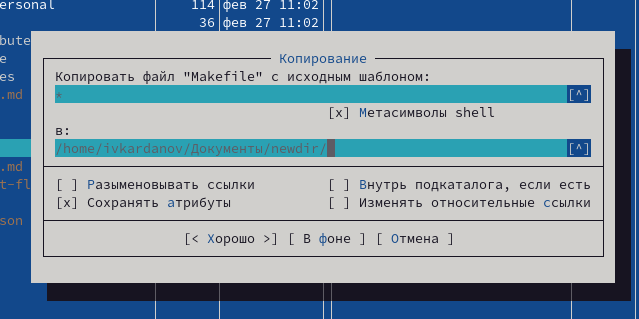 ersonal 114 фев 27 11:02
36 фев 27 11:02
bute
Копирование
e
Копировать файл "Makefile" с исходным шаблоном:
es
.md
* [^]
[x] Метасимволы shell
в:
/home/ivkardanov/Документы/newdir/ [^]
.md
[ ] Разыменовывать ссылки [ ] Внутрь подкаталога, если есть
t-fl
[x] Сохранять атрибуты [ ] Изменять относительные ссылки
son
[< Хорошо >] [ В фоне ] [ Отмена ]